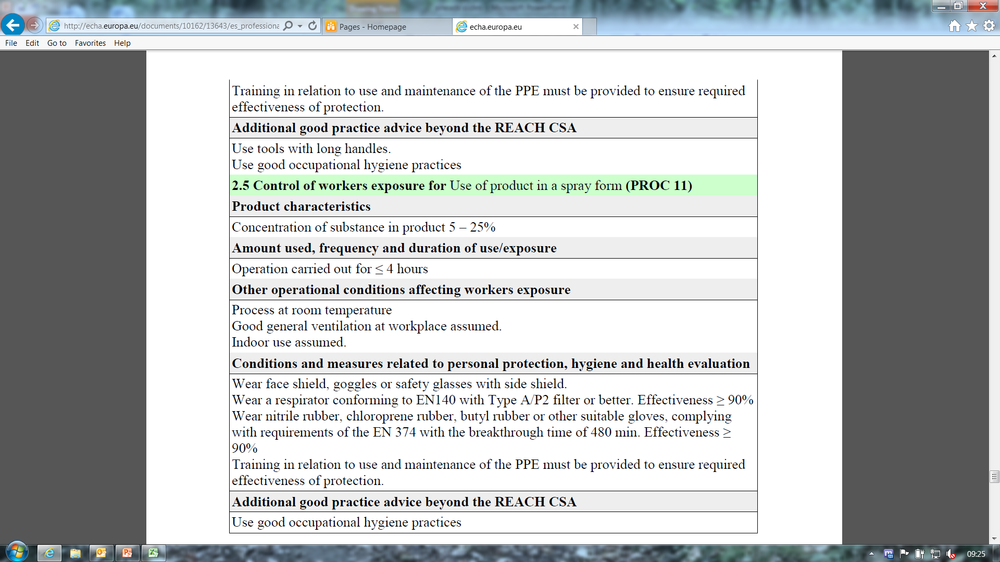 http://echa.europa.eu/documents/10162/13643/es_professiona
Pages - Homepage
echa.europa.eu
File Edit Go to Favorites Help
Training in relation to use and maintenance of the PPE must be provided to ensure required
effectiveness of protection.
Additional good practice advice beyond the REACH CSA
Use tools with long handles.
Use good occupational hygiene practices
2.5 Control of workers exposure for Use of product in a spray form (PROC 11)
Product characteristics
Concentration of substance in product 5 – 25%
Amount used, frequency and duration of use/exposure
Operation carried out for ≤ 4 hours
Other operational conditions affecting workers exposure
Process at room temperature
Good general ventilation at workplace assumed.
Indoor use assumed.
Conditions and measures related to personal protection, hygiene and health evaluation
Wear face shield, goggles or safety glasses with side shield.
Wear a respirator conforming to EN140 with Type A/P2 filter or better. Effectiveness ≥ 90%
Wear nitrile rubber, chloroprene rubber, butyl rubber or other suitable gloves, complying
with requirements of the EN 374 with the breakthrough time of 480 min. Effectiveness ≥
90%
Training in relation to use and maintenance of the PPE must be provided to ensure required
effectiveness of protection.
Additional good practice advice beyond the REACH CSA
Use good occupational hygiene practices
09:25